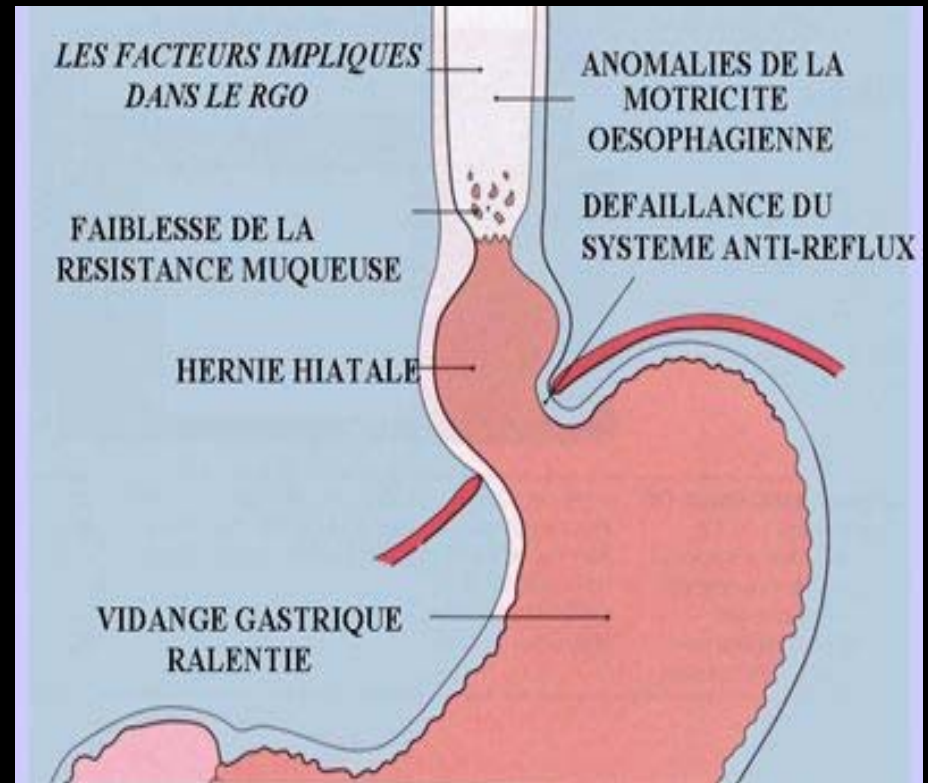 LES FACTEURS IMPLIQUES
DANS LE RGO
ANOMALIES DE LA
MOTRICITE
OESOPHAGIENNE
FAIBLESSE DE LA
RESISTANCE MUQUEUSE
DEFAILLANCE DU
SYSTEME ANTI-REFLUX
HERNIE HIATALE
VIDANGE GASTRIQUE
RALENTIE